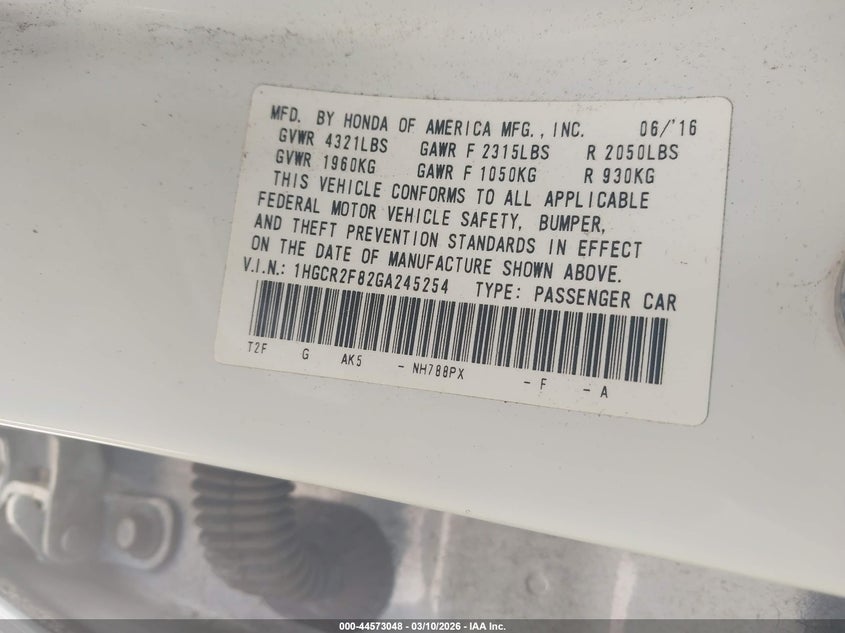 MFD. BY HONDA OF AMERICA MFG., INC. 06/'16
GVWR 4321LBS GAWR F 2315LBS R 2050LBS
GVWR 1960KG GAWR F 1050KG R 930KG
THIS VEHICLE CONFORMS TO ALL APPLICABLE
FEDERAL MOTOR VEHICLE SAFETY, BUMPER,
AND THEFT PREVENTION STANDARDS IN EFFECT
ON THE DATE OF MANUFACTURE SHOWN ABOVE.
V.I.N.: 1HGCR2F82GA245254 TYPE: PASSENGER CAR
T2F G AK5 - NH788PX - F - A
000-44573048 — 03/10/2026 — IAA Inc.